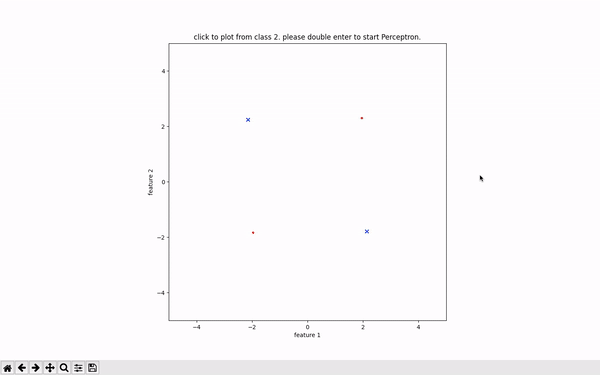 click to plot from class 2. please double enter to start Perceptron.
4
2
0
−2
−4
feature 2
−4 −2 0 2 4
feature 1